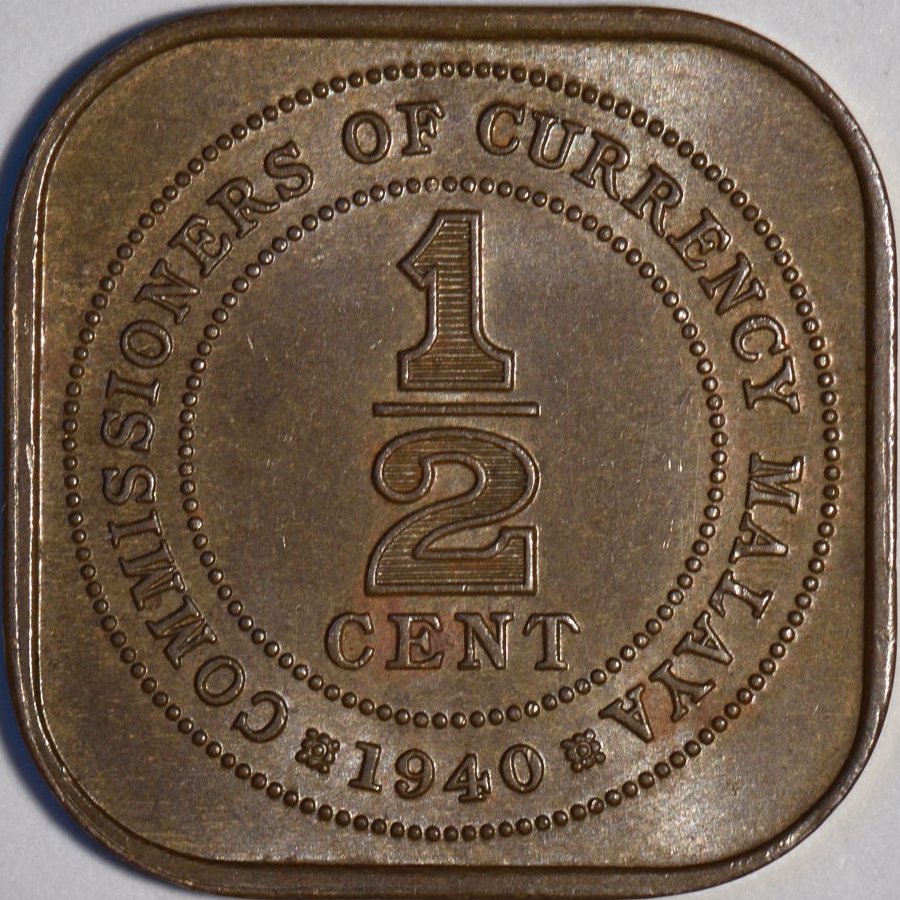 COMMISSIONERS OF CURRENCY MALAYA
1/2
CENT
1940